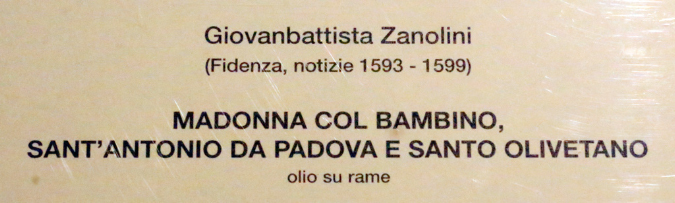 Giovanbattista Zanolini
(Fidenza, notizie 1593 - 1599)
MADONNA COL BAMBINO,
SANT'ANTONIO DA PADOVA E SANTO OLIVETANO
olio su rame